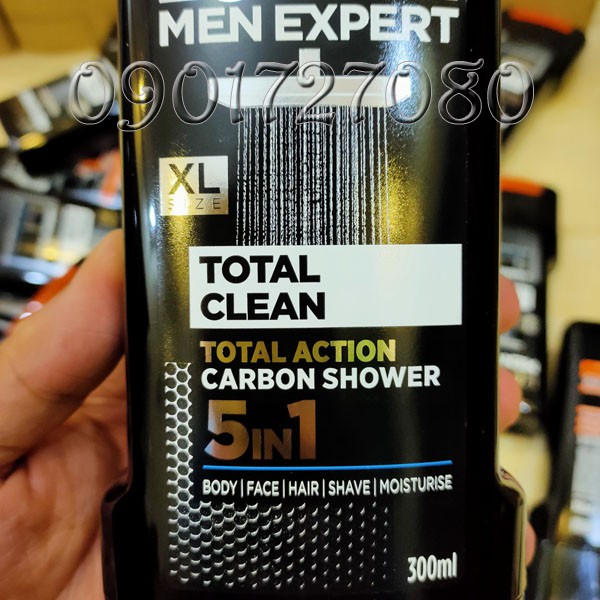 MEN EXPERT
0901727080
XL
SIZE
TOTAL
CLEAN
TOTAL ACTION
CARBON SHOWER
5IN1
BODY|FACE|HAIR|SHAVE|MOISTURISE
300ml